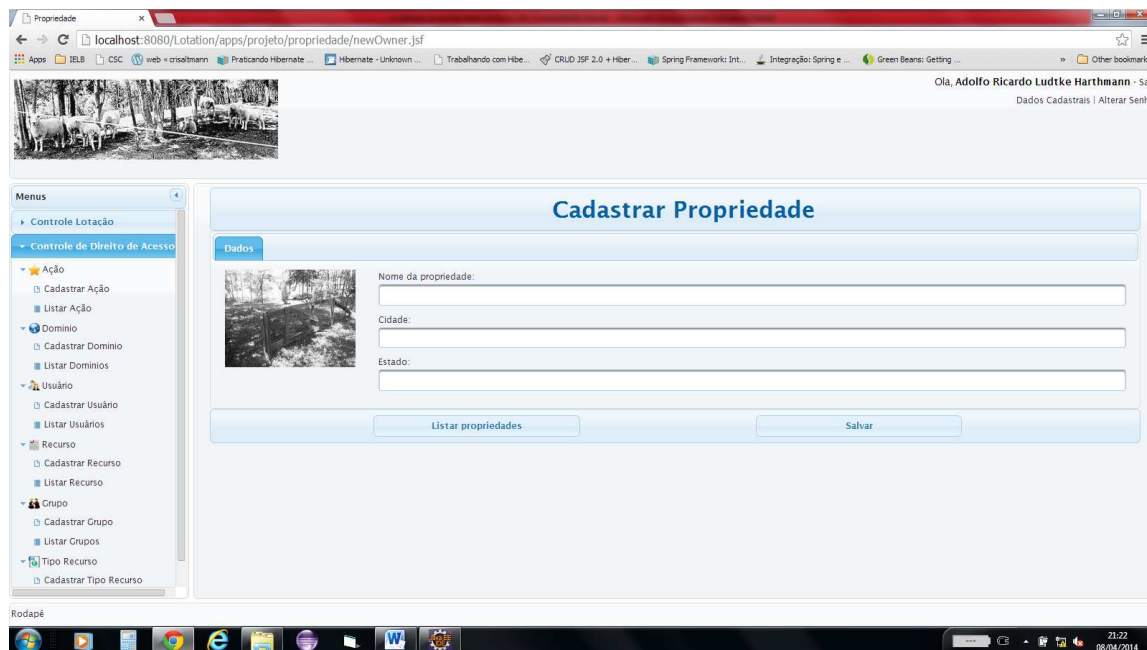 Propriedade
localhost:8080/Lotation/apps/projeto/propriedade/newOwner.jsf
Apps IELB CSC web « crisaltmann Praticando Hibernate ... Hibernate - Unknown ... Trabalhando com Hibe... CRUD JSF 2.0 + Hiber... Spring Framework: Int... Integração: Spring e ... Green Beans: Getting ... » Other bookmark
Ola, Adolfo Ricardo Ludtke Harthmann - Sa
Dados Cadastrais | Alterar Senh
Menus
Controle Lotação
Controle de Direito de Acesso
Ação
Cadastrar Ação
Listar Ação
Dominio
Cadastrar Dominio
Listar Dominios
Usuário
Cadastrar Usuário
Listar Usuários
Recurso
Cadastrar Recurso
Listar Recurso
Grupo
Cadastrar Grupo
Listar Grupos
Tipo Recurso
Cadastrar Tipo Recurso
Cadastrar Propriedade
Dados
Nome da propriedade:
Cidade:
Estado:
Listar propriedades
Salvar
Rodapé
21:22
08/04/2014